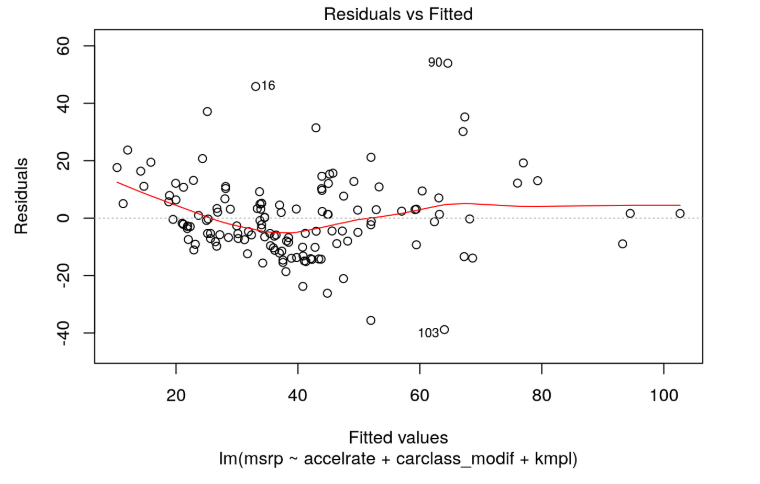 Residuals vs Fitted
Residuals
60
40
20
0
-20
-40
90
16
103
20 40 60 80 100
Fitted values
lm(msrp ~ accelrate + carclass_modif + kmpl)